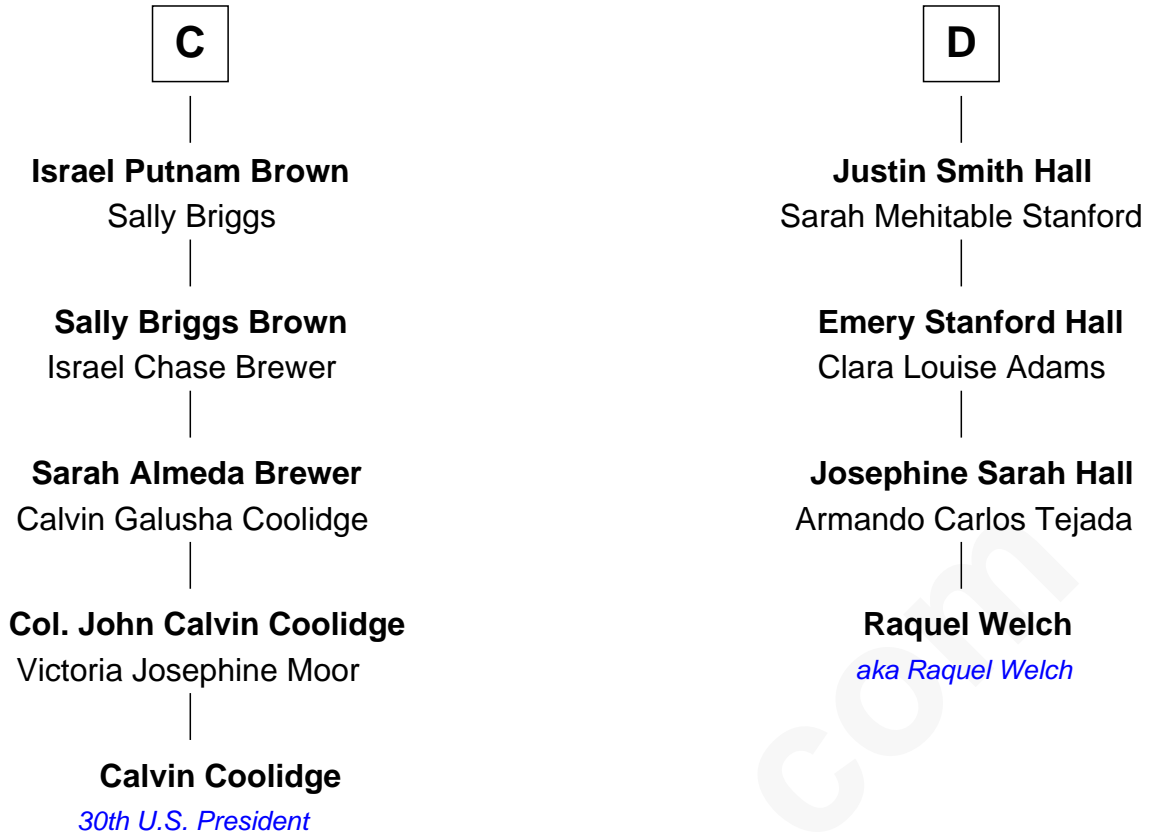 C
Israel Putnam Brown
Sally Briggs
Sally Briggs Brown
Israel Chase Brewer
Sarah Almeda Brewer
Calvin Galusha Coolidge
Col. John Calvin Coolidge
Victoria Josephine Moor
Calvin Coolidge
30th U.S. President
D
Justin Smith Hall
Sarah Mehitable Stanford
Emery Stanford Hall
Clara Louise Adams
Josephine Sarah Hall
Armando Carlos Tejada
Raquel Welch
aka Raquel Welch
com